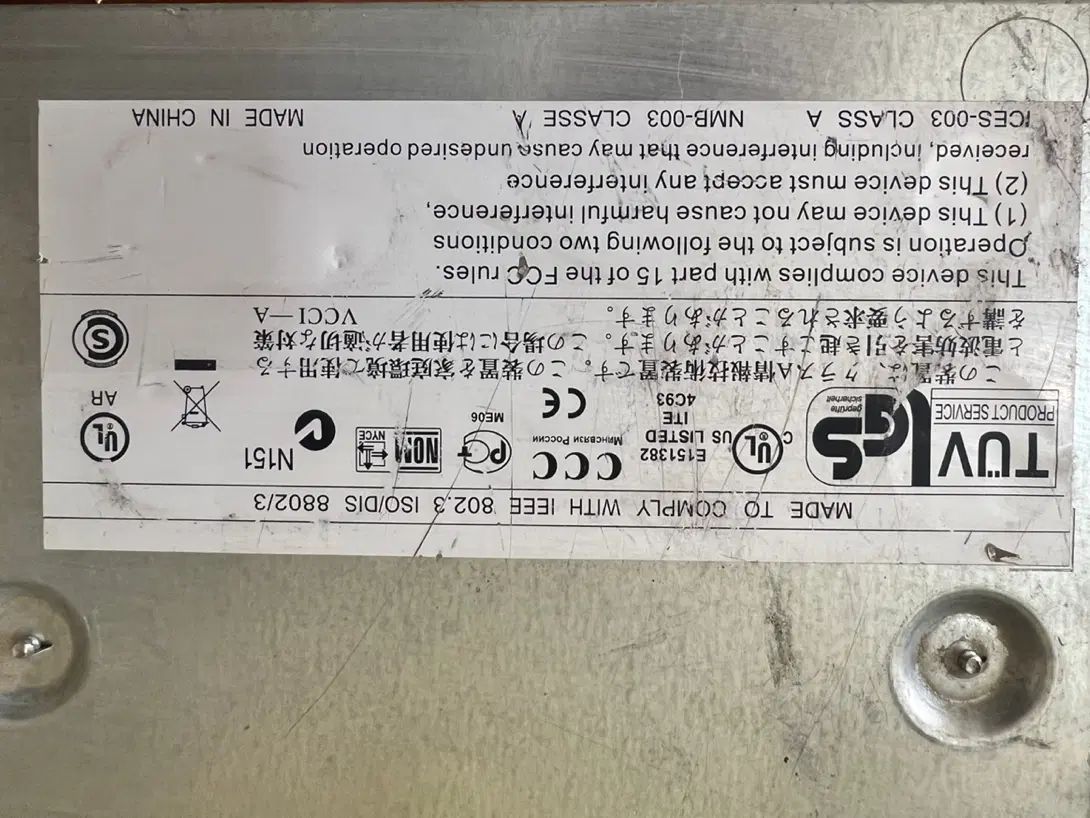 MADE TO COMPLY WITH IEEE 802.3 ISO/DIS 8802/3
TÜV
PRODUCT SERVICE
GS
geprüfte
sicherheit
C UL US LISTED
E151382
ITE
4C93
CCC
Минсвязи России
CE
PG
ME06
NOM
NYCE
N151
UL
AR
S
この装置は、クラスA情報技術装置です。この装置を家庭環境で使用する
と電波妨害を引き起こすことがあります。この場合には使用者が適切な対策
を講ずるよう要求されることがあります。 VCCI—A
This device complies with part 15 of the FCC rules.
Operation is subject to the following two conditions
(1) This device may not cause harmful interference,
(2) This device must accept any interference
received, including interference that may cause undesired operation
ICES-003 CLASS A NMB-003 CLASSE A MADE IN CHINA